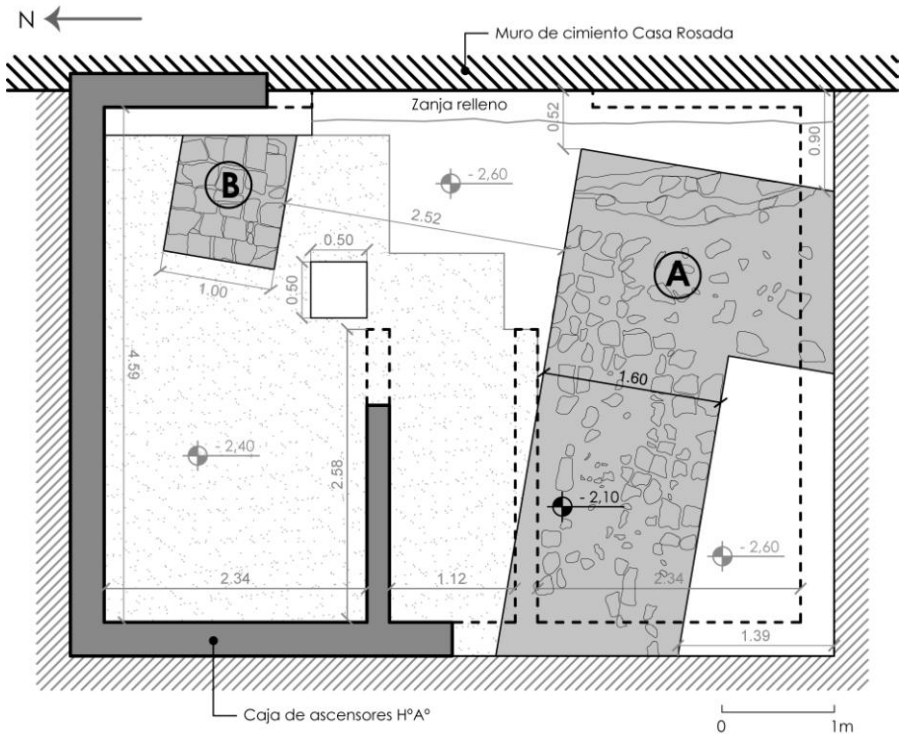 N
Muro de cimiento Casa Rosada
Zanja relleno
0.52
0.90
B
- 2,60
2.52
0.50
A
0.50
1.00
4.59
1.60
- 2,40
2.58
- 2,10
- 2,60
2.34
1.12
2.34
1.39
Caja de ascensores HºAº
0
1m